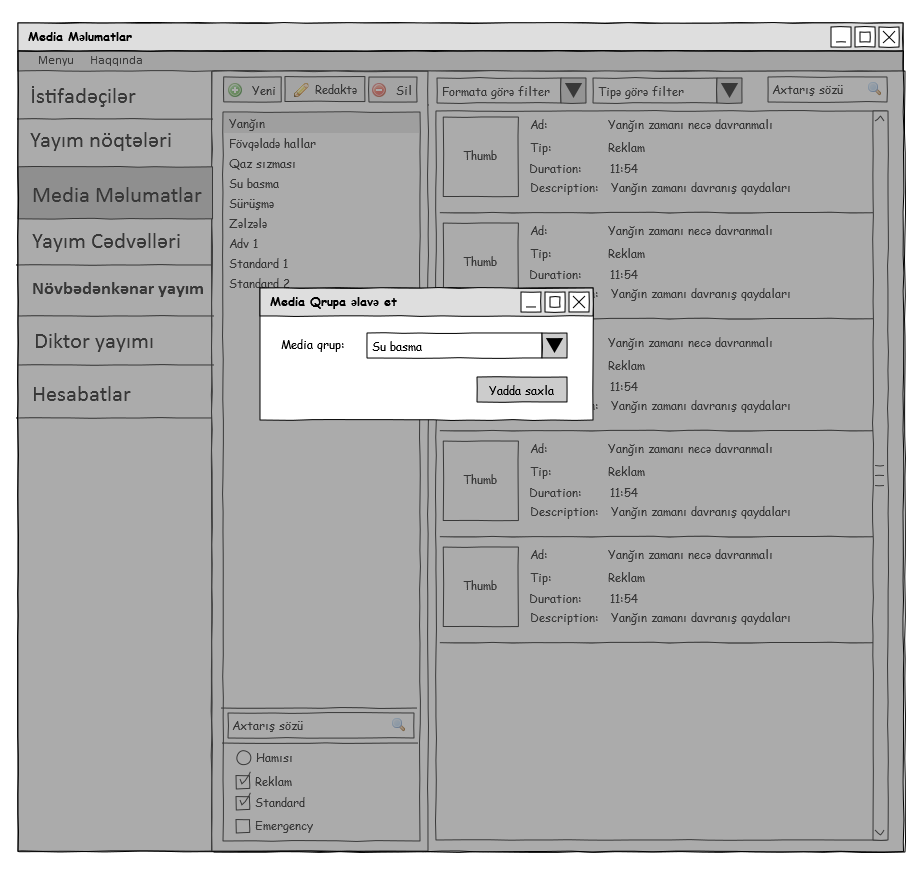 Media Məlumatlar
Menyu Haqqında
İstifadəçilər
Yayım nöqtələri
Media Məlumatlar
Yayım Cədvəlləri
Növbədənkənar yayım
Diktor yayımı
Hesabatlar
Yeni Redaktə Sil
Yanğın
Fövqəladə hallar
Qaz sızması
Su basma
Sürüşmə
Zəlzələ
Adv 1
Standard 1
Standard 2
Axtarış sözü
Hamısı
Reklam
Standard
Emergency
Formata görə filter Tipə görə filter Axtarış sözü
Thumb
Ad: Yanğın zamanı necə davranmalı
Tip: Reklam
Duration: 11:54
Description: Yanğın zamanı davranış qaydaları
Thumb
Ad: Yanğın zamanı necə davranmalı
Tip: Reklam
Duration: 11:54
Yanğın zamanı davranış qaydaları
Yanğın zamanı necə davranmalı
Reklam
11:54
Yanğın zamanı davranış qaydaları
Thumb
Ad: Yanğın zamanı necə davranmalı
Tip: Reklam
Duration: 11:54
Description: Yanğın zamanı davranış qaydaları
Thumb
Ad: Yanğın zamanı necə davranmalı
Tip: Reklam
Duration: 11:54
Description: Yanğın zamanı davranış qaydaları
Media Qrupa əlavə et
Media qrup: Su basma
Yadda saxla